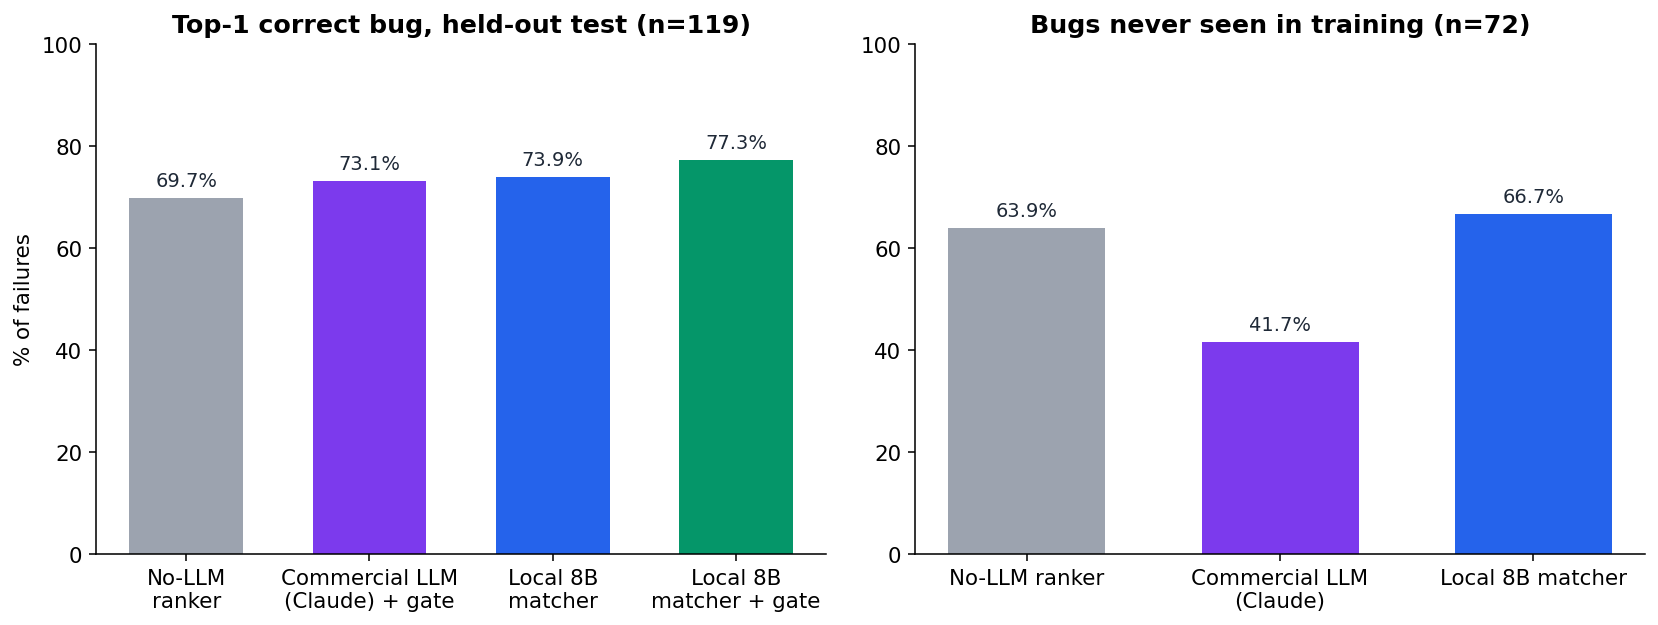 Top-1 correct bug, held-out test (n=119)
% of failures
100
80
60
40
20
0
69.7%
73.1%
73.9%
77.3%
No-LLM
ranker
Commercial LLM
(Claude) + gate
Local 8B
matcher
Local 8B
matcher + gate
Bugs never seen in training (n=72)
100
80
60
40
20
0
63.9%
41.7%
66.7%
No-LLM ranker
Commercial LLM
(Claude)
Local 8B matcher